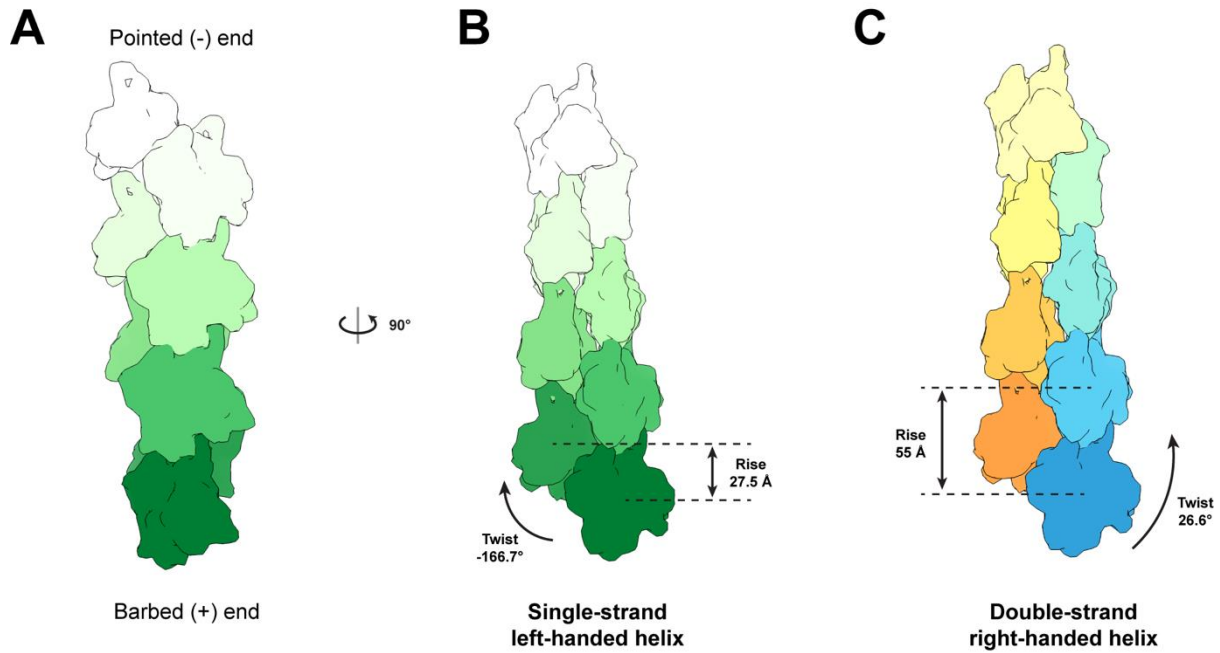 A
Pointed (-) end
Barbed (+) end
90°
B
Rise
27.5 Å
Twist
-166.7°
Single-strand
left-handed helix
C
Rise
55 Å
Twist
26.6°
Double-strand
right-handed helix